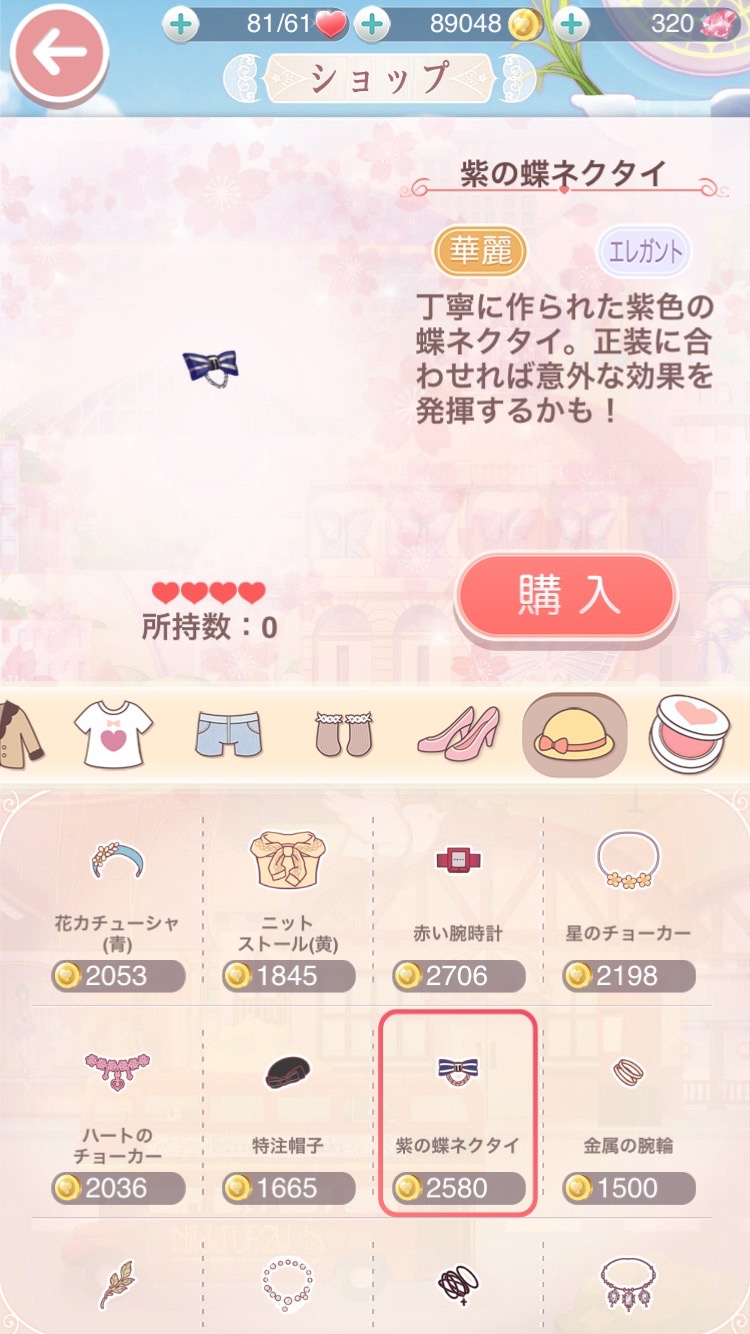 81/61
89048
320
ショップ
紫の蝶ネクタイ
華麗
エレガント
丁寧に作られた紫色の
蝶ネクタイ。正装に合
わせれば意外な効果を
発揮するかも！
所持数：0
購入
花カチューシャ
(青)
2053
ニット
ストール(黄)
1845
赤い腕時計
2706
星のチョーカー
2198
ハートの
チョーカー
2036
特注帽子
1665
紫の蝶ネクタイ
2580
金属の腕輪
1500